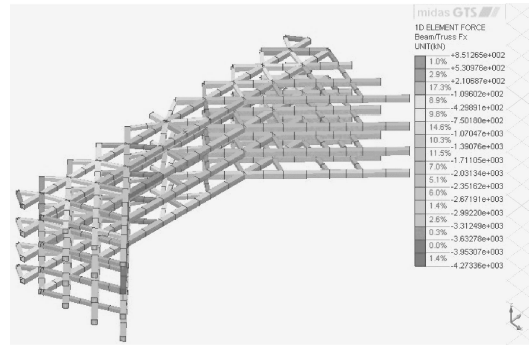 midas GTS
1D ELEMENT FORCE
Beam/Truss Fx
UNIT(kN)
+8.51265e+002
1.0%
+5.30976e+002
2.9%
+2.10687e+002
17.3%
-1.09602e+002
8.9%
-4.29891e+002
9.8%
-7.50180e+002
14.6%
-1.07047e+003
10.3%
-1.39076e+003
11.5%
-1.71105e+003
7.0%
-2.03134e+003
5.1%
-2.35162e+003
6.0%
-2.67191e+003
1.4%
-2.99220e+003
2.6%
-3.31249e+003
0.3%
-3.63278e+003
0.0%
-3.95307e+003
1.4%
-4.27336e+003